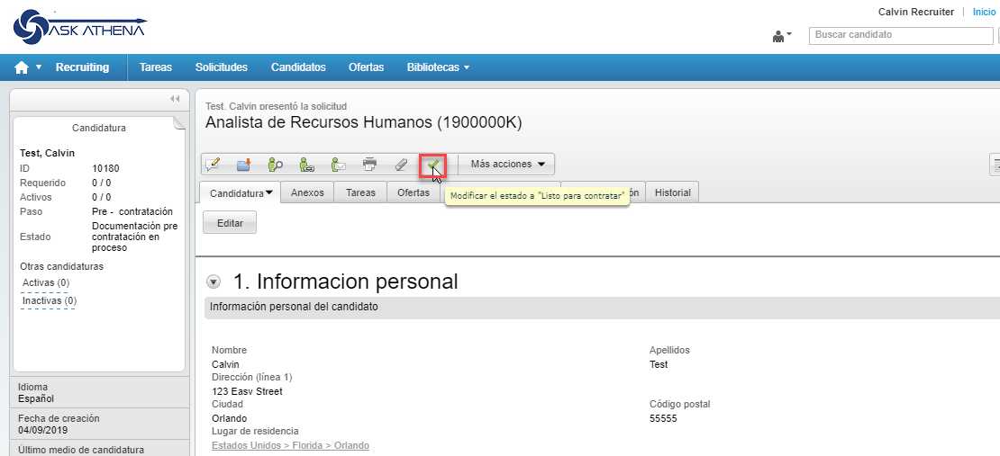 ASK ATHENA
Calvin Recruiter
Inicio
Buscar candidato
Recruiting
Tareas
Solicitudes
Candidatos
Ofertas
Bibliotecas
Candidatura
Test, Calvin
ID 10180
Requerido 0 / 0
Activos 0 / 0
Paso Pre - contratación
Estado Documentación pre
contratación en
proceso
Otras candidaturas
Activas (0)
Inactivas (0)
Idioma
Español
Fecha de creación
04/09/2019
Último medio de candidatura
Test, Calvin presentó la solicitud
Analista de Recursos Humanos (1900000K)
Más acciones
Candidatura
Anexos
Tareas
Ofertas
Historial
Modificar el estado a "Listo para contratar"
Editar
1. Informacion personal
Información personal del candidato
Nombre
Calvin
Apellidos
Test
Dirección (línea 1)
123 Easy Street
Ciudad
Orlando
Código postal
55555
Lugar de residencia
Estados Unidos > Florida > Orlando